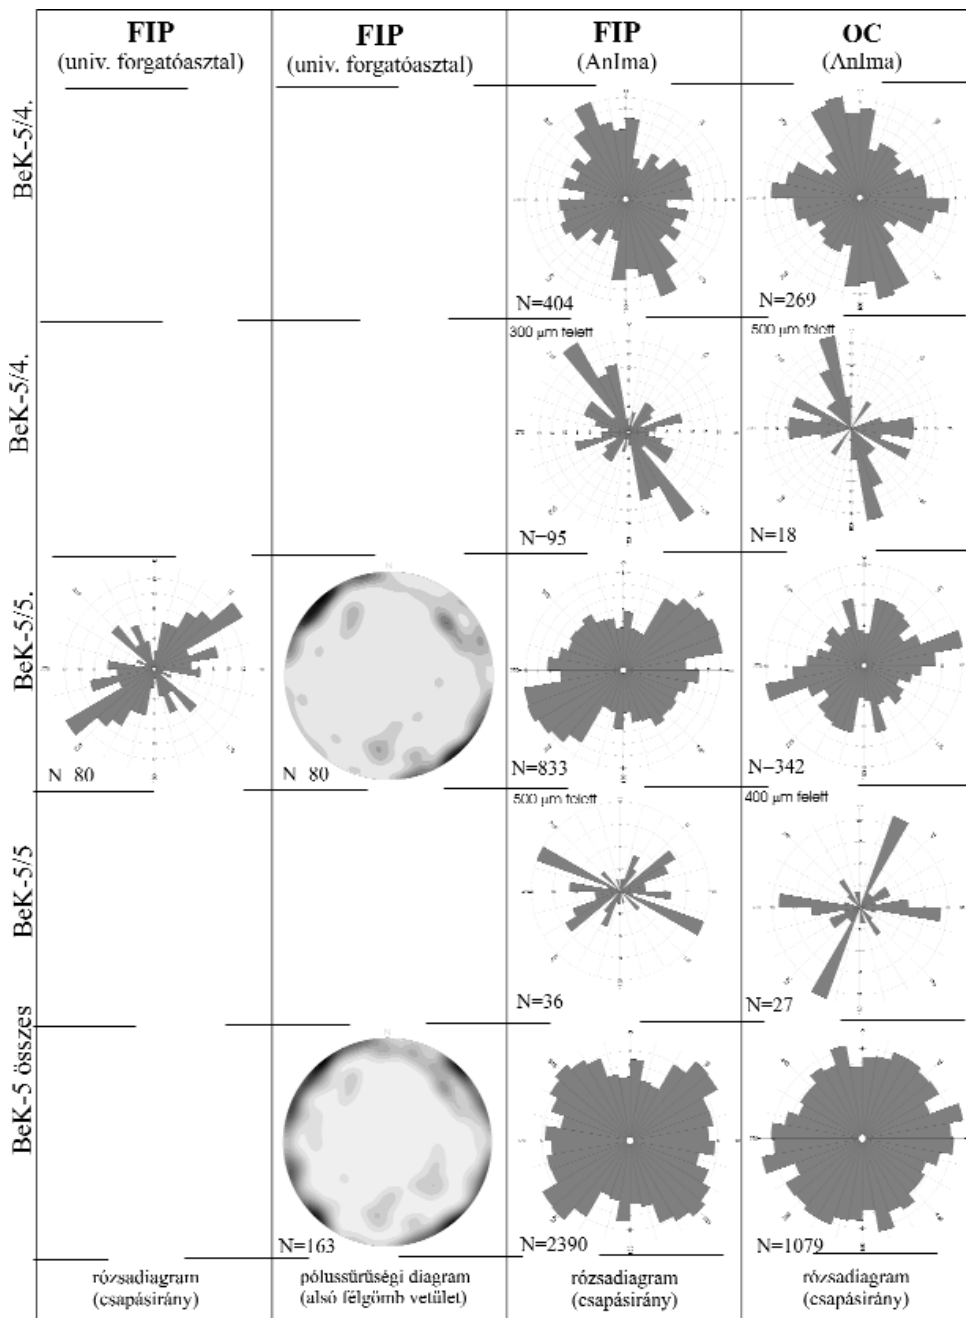 FIP
(univ. forgatóasztal)
FIP
(univ. forgatóasztal)
FIP
(AnIma)
OC
(AnIma)
BeK-5/4.
N=404
N=269
BeK-5/4.
300 µm felett
N=95
500 µm felett
N=18
BeK-5/5.
N 80
N
N 80
N=833
N=342
BeK-5/5
500 µm felett
N=36
400 µm felett
N=27
BeK-5 összes
N
N=163
N=2390
N=1079
rózsadiagram
(csapásirány)
pólussűrűségi diagram
(alsó félgömb vetület)
rózsadiagram
(csapásirány)
rózsadiagram
(csapásirány)